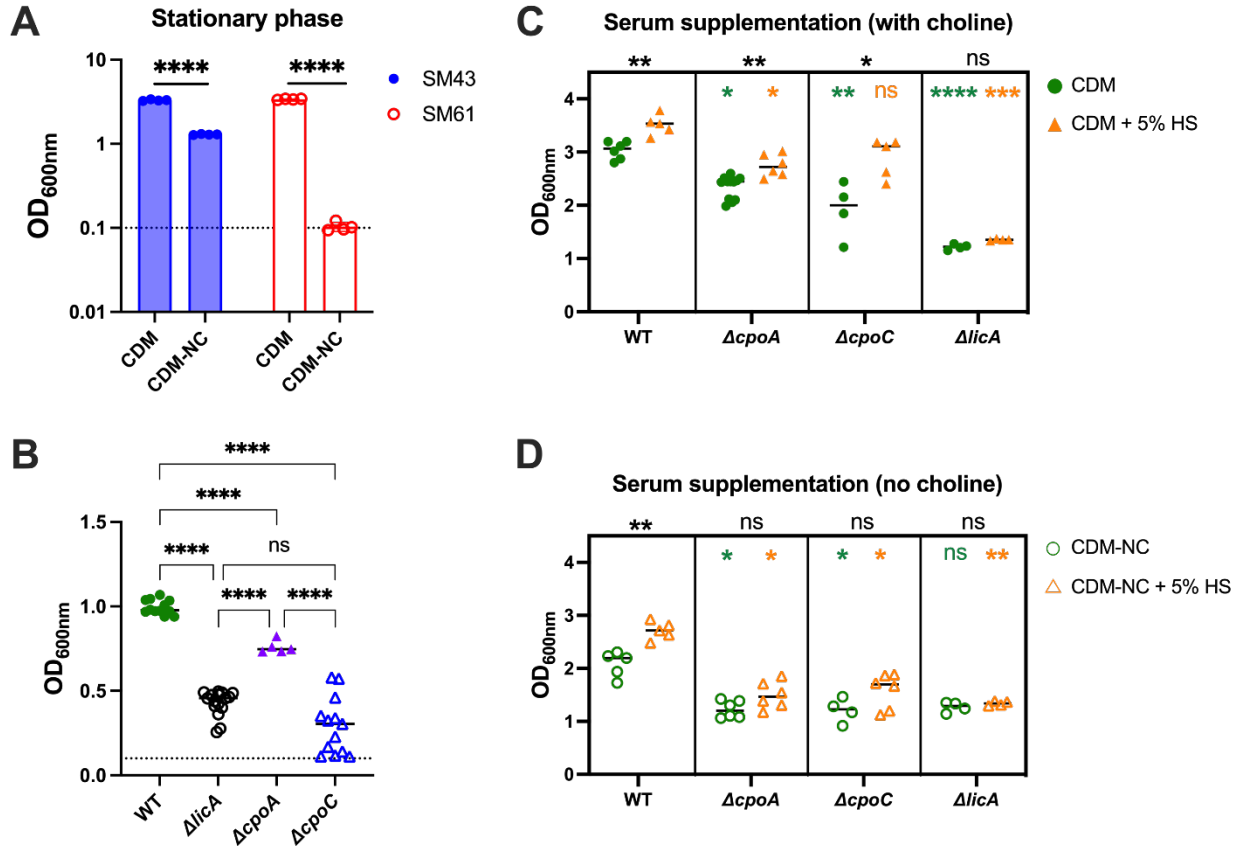 A
Stationary phase
OD600nm
10
1
0.1
0.01
**** ****
CDM
CDM-NC
CDM
CDM-NC
SM43
SM61
B
OD600nm
1.5
1.0
0.5
0.0
****
****
**** ns
**** ****
WT
ΔlicA
ΔcpoA
ΔcpoC
C
Serum supplementation (with choline)
OD600nm
4
3
2
1
0
** ** * ns
* * ** ns **** ***
WT ΔcpoA ΔcpoC ΔlicA
CDM
CDM + 5% HS
D
Serum supplementation (no choline)
OD600nm
4
3
2
1
0
** ns ns ns
* * * * ns **
WT ΔcpoA ΔcpoC ΔlicA
CDM-NC
CDM-NC + 5% HS